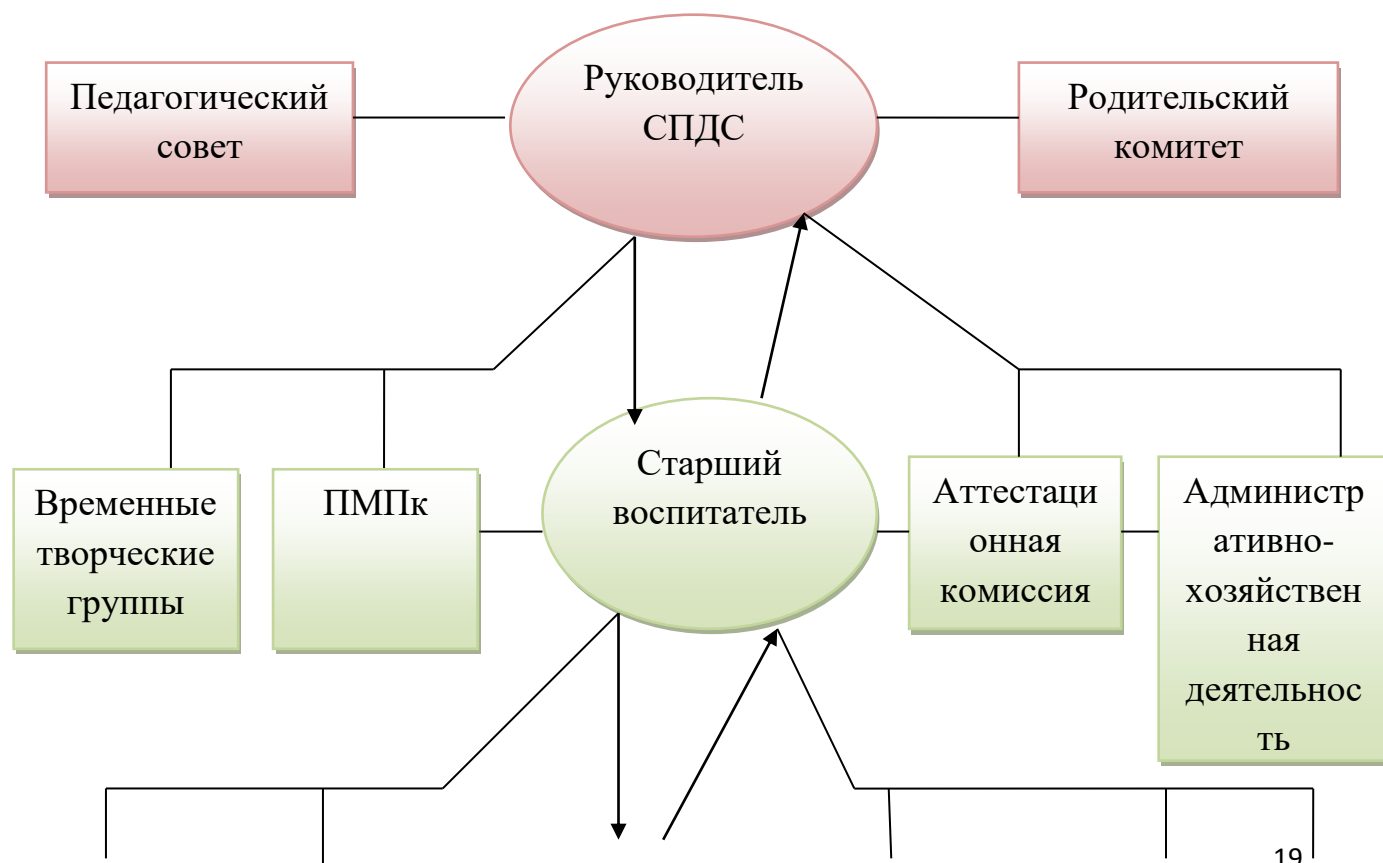 Педагогический
совет
Руководитель
СПДС
Родительский
комитет
Временные
творческие
группы
ПМПк
Старший
воспитатель
Аттестаци
онная
комиссия
Администр
ативно-
хозяйствен
ная
деятельнос
ть
19